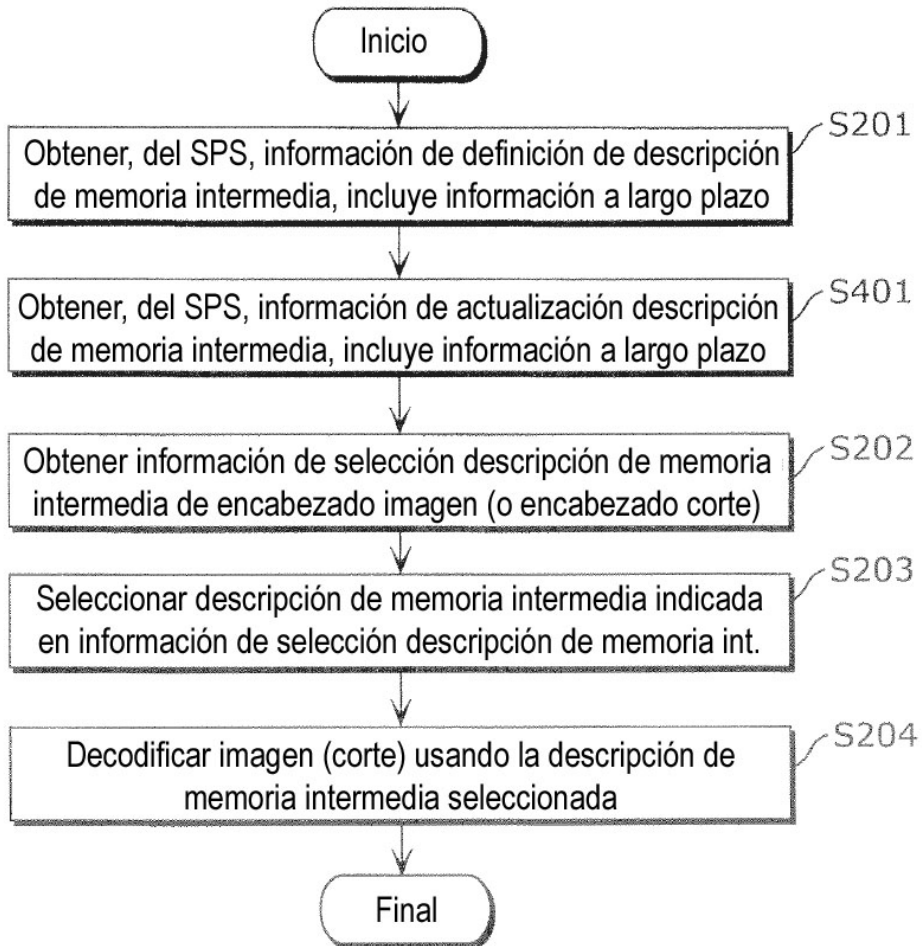 Inicio
S201
Obtener, del SPS, información de definición de descripción
de memoria intermedia, incluye información a largo plazo
S401
Obtener, del SPS, información de actualización descripción
de memoria intermedia, incluye información a largo plazo
S202
Obtener información de selección descripción de memoria
intermedia de encabezado imagen (o encabezado corte)
S203
Seleccionar descripción de memoria intermedia indicada
en información de selección descripción de memoria int.
S204
Decodificar imagen (corte) usando la descripción de
memoria intermedia seleccionada
Final